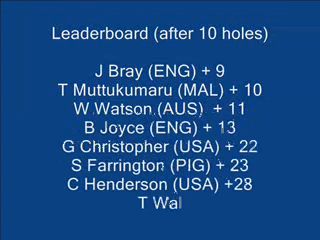 Leaderboard (after 10 holes)
J Bray (ENG) + 9
T Muttukumaru (MAL) + 10
W Watson (AUS) + 11
B Joyce (ENG) + 13
G Christopher (USA) + 22
S Farrington (PIG) + 23
C Henderson (USA) +28
T Wal